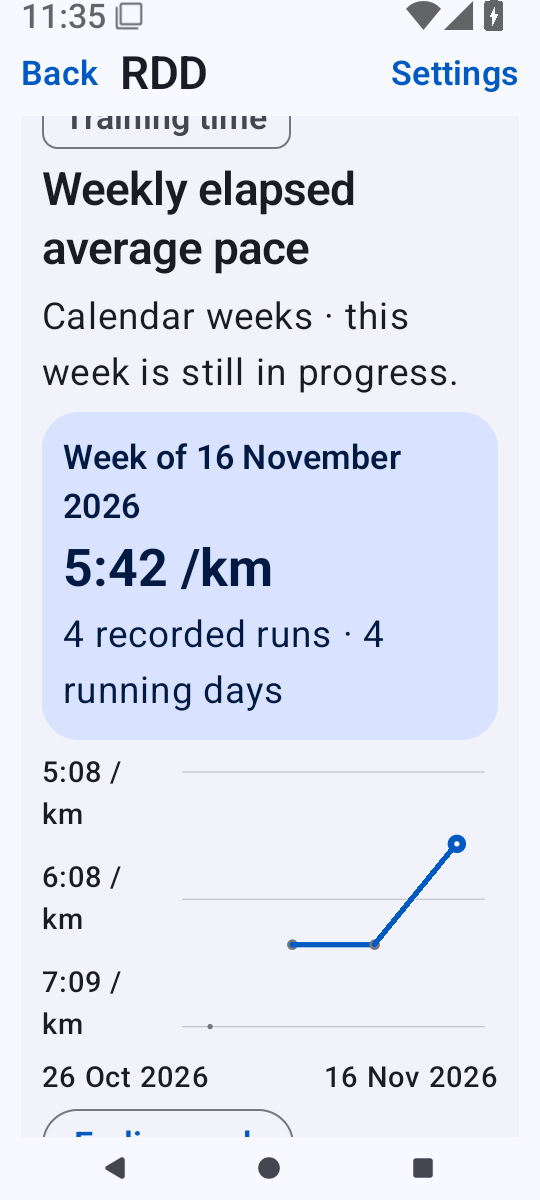 11:35
Back RDD Settings
Training time
Weekly elapsed
average pace
Calendar weeks · this
week is still in progress.
Week of 16 November
2026
5:42 /km
4 recorded runs · 4
running days
5:08 /
km
6:08 /
km
7:09 /
km
26 Oct 2026 16 Nov 2026